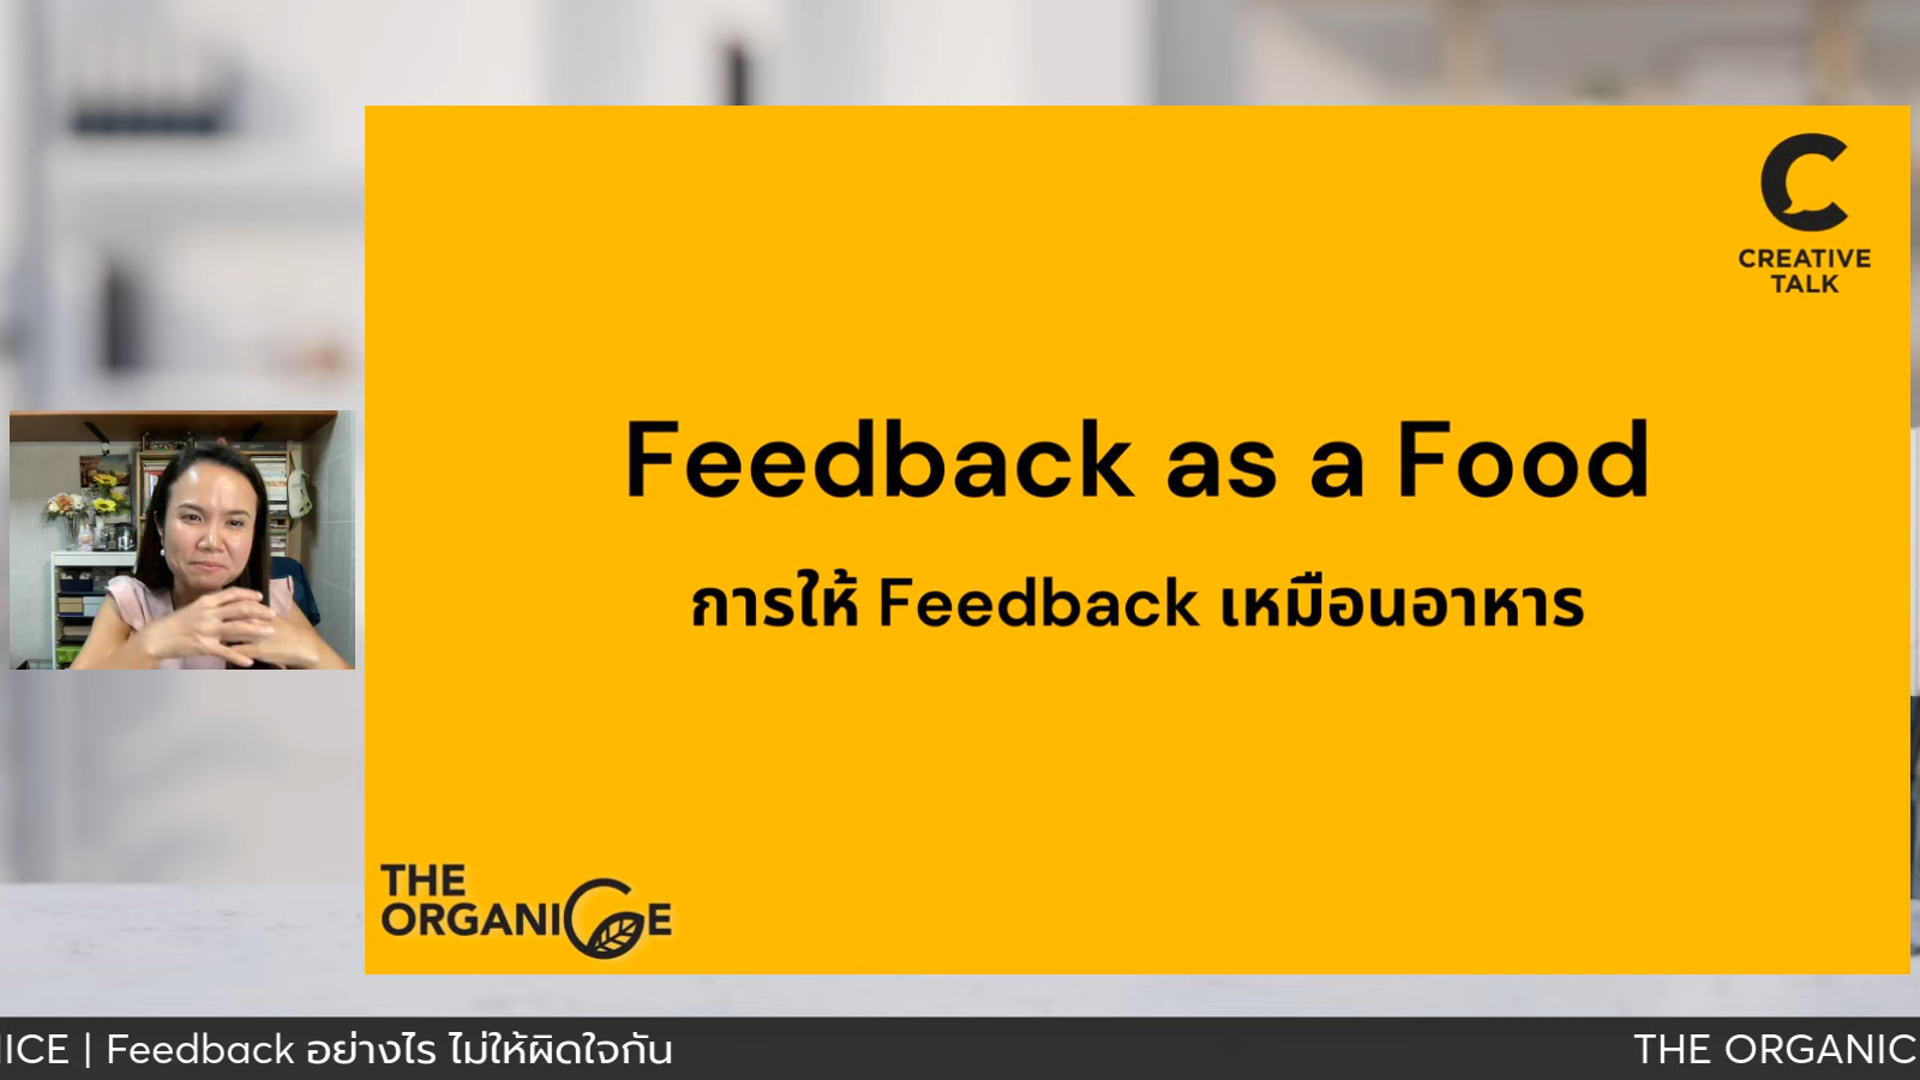 CREATIVE
TALK
Feedback as a Food
การให้ Feedback เหมือนอาหาร
THE
ORGANICE
NICE | Feedback อย่างไร ไม่ให้ผิดใจกัน
THE ORGANIC